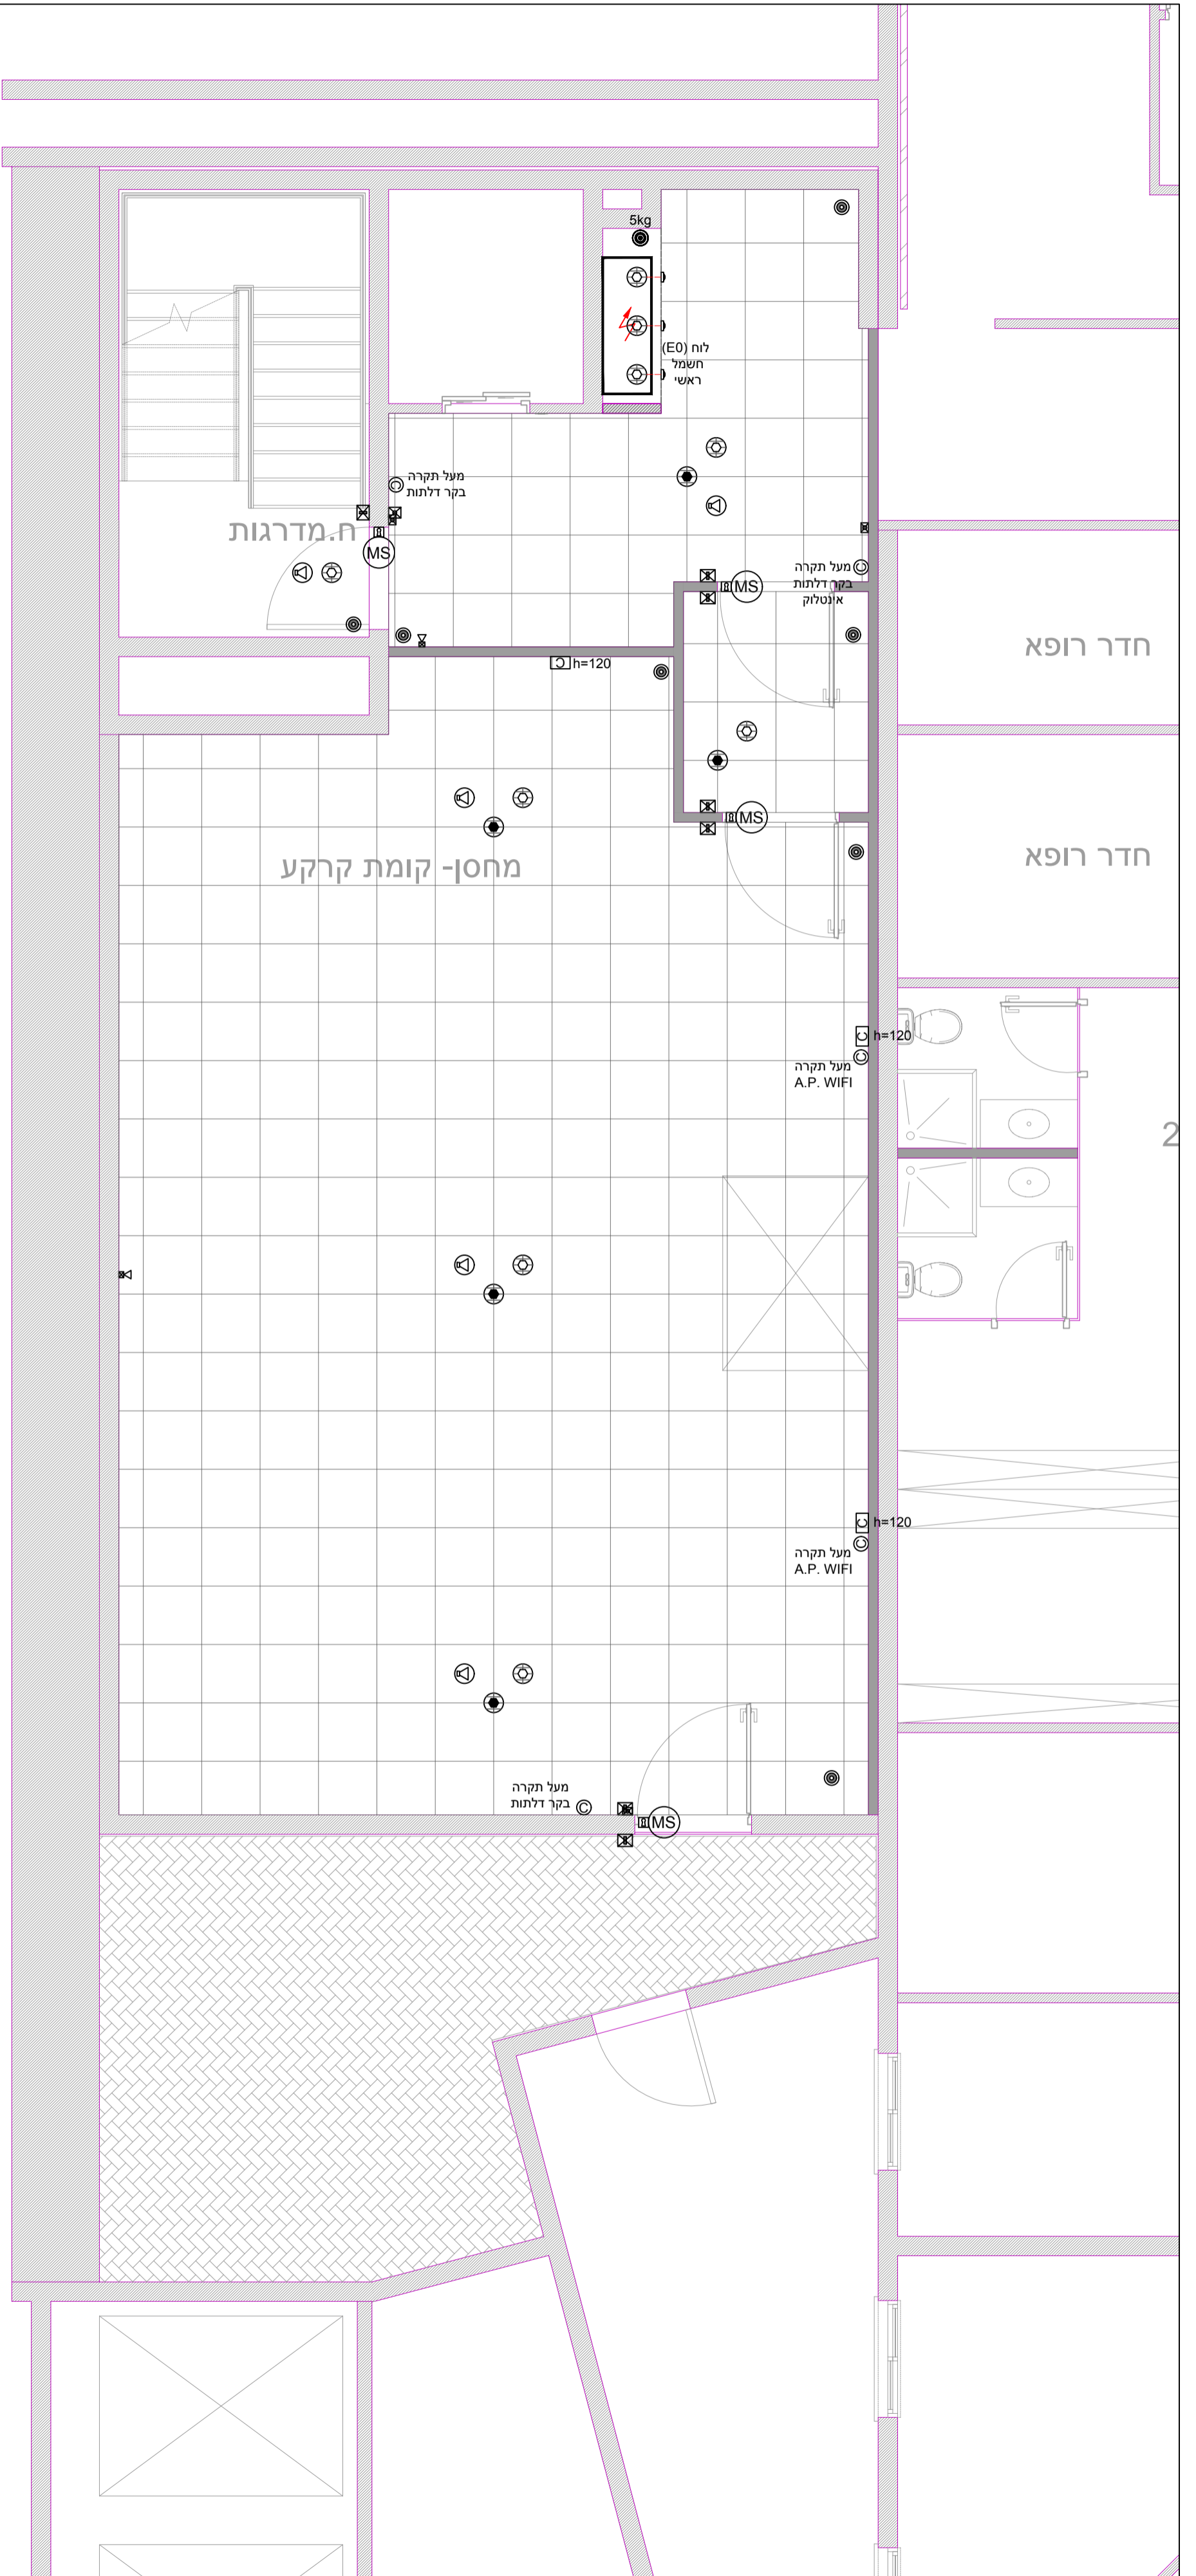 5kg
לוח (E0)
חשמל
ראשי
מעל תקרה
בקר דלתות
ח.מדרגות
MS
מעל תקרה
בקר דלתות
אינטלוק
MS
חדר רופא
h=120
MS
חדר רופא
מחסן- קומת קרקע
h=120
מעל תקרה
A.P. WIFI
2
h=120
מעל תקרה
A.P. WIFI
מעל תקרה
בקר דלתות
MS
C
C
C
C
C
C
C
C